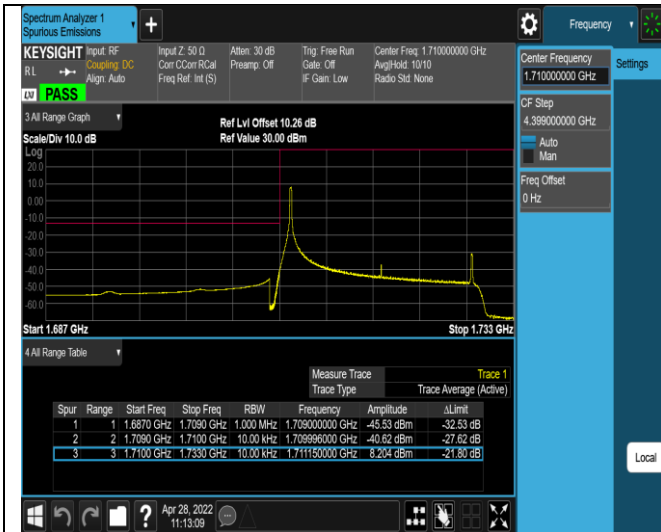 Spectrum Analyzer 1
Spurious Emissions
Frequency
KEYSIGHT Input: RF Input Z: 50 Ω Atten: 30 dB Trig: Free Run Center Freq: 1.710000000 GHz
RL Coupling: DC Corr CCorr RCal Preamp: Off Gate: Off Avg|Hold: 10/10
Align: Auto Freq Ref: Int (S) IF Gain: Low Radio Std: None
LXI PASS
Center Frequency
1.710000000 GHz
Settings
CF Step
4.399000000 GHz
Auto
Man
Freq Offset
0 Hz
3 All Range Graph
Ref Lvl Offset 10.26 dB
Scale/Div 10.0 dB Ref Value 30.00 dBm
Log
20.0
10.0
0.00
-10.0
-20.0
-30.0
-40.0
-50.0
-60.0
Start 1.687 GHz Stop 1.733 GHz
4 All Range Table
Measure Trace Trace 1
Trace Type Trace Average (Active)
Spur Range Start Freq Stop Freq RBW Frequency Amplitude ΔLimit
1 1 1.6870 GHz 1.7090 GHz 1.000 MHz 1.709000000 GHz -45.53 dBm -32.53 dB
2 2 1.7090 GHz 1.7100 GHz 10.00 kHz 1.709996000 GHz -40.62 dBm -27.62 dB
3 3 1.7100 GHz 1.7330 GHz 10.00 kHz 1.711150000 GHz 8.204 dBm -21.80 dB
Local
Apr 28, 2022
11:13:09